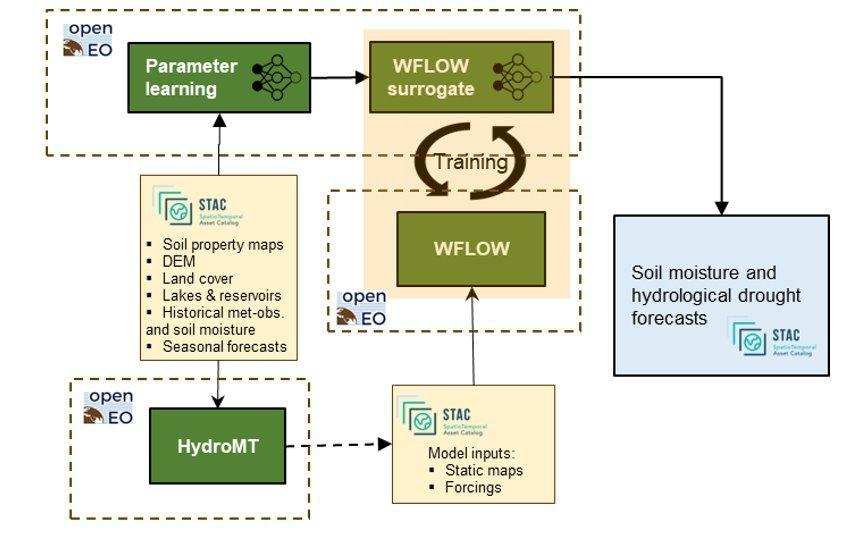 open
EO
Parameter
learning
WFLOW
surrogate
Training
STAC
SpatioTemporal
Asset Catalog
▪ Soil property maps
▪ DEM
▪ Land cover
▪ Lakes & reservoirs
▪ Historical met-obs.
and soil moisture
▪ Seasonal forecasts
WFLOW
open
EO
Soil moisture and
hydrological drought
forecasts
STAC
SpatioTemporal
Asset Catalog
open
EO
HydroMT
STAC
SpatioTemporal
Asset Catalog
Model inputs:
▪ Static maps
▪ Forcings